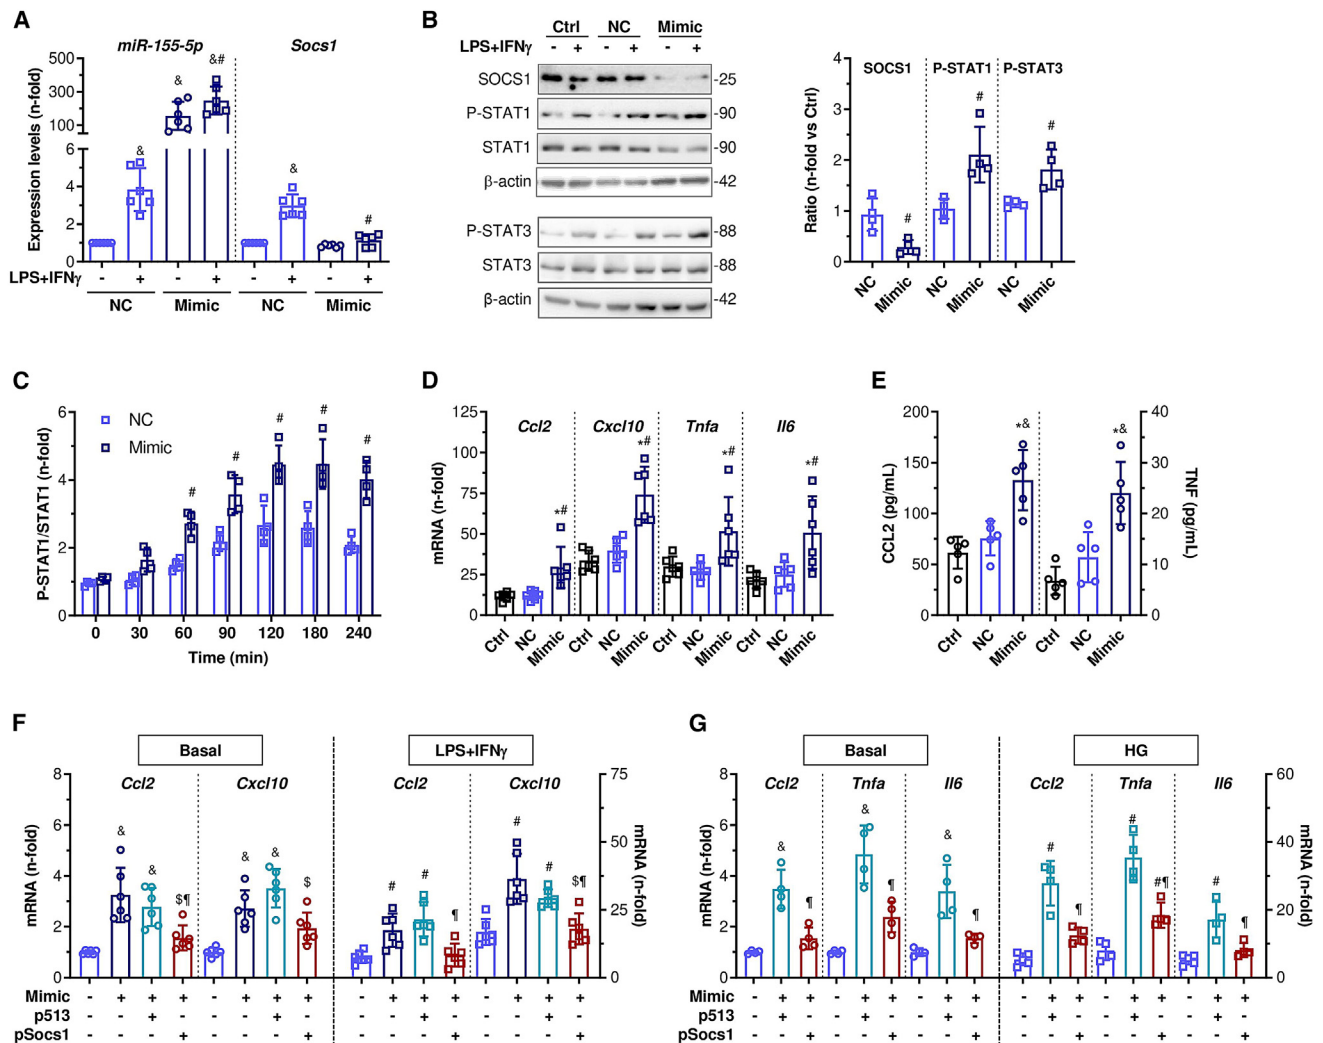 A
miR-155-5p Socs1
Expression levels (n-fold)
500
300
100
6
4
2
0
& &# & & #
LPS+IFNγ - + - + - + - +
NC Mimic NC Mimic
B
Ctrl NC Mimic
LPS+IFNγ - + - + - +
SOCS1 -25
P-STAT1 -90
STAT1 -90
β-actin -42
P-STAT3 -88
STAT3 -88
β-actin -42
Ratio (n-fold vs Ctrl)
4
3
2
1
0
SOCS1 P-STAT1 P-STAT3
# # #
NC Mimic NC Mimic NC Mimic
C
P-STAT1/STAT1 (n-fold)
6
4
2
0
NC
Mimic
# # # # #
0 30 60 90 120 180 240
Time (min)
D
mRNA (n-fold)
125
100
75
50
25
0
Ccl2 Cxcl10 Tnfa Il6
*# *# *# *#
Ctrl NC Mimic Ctrl NC Mimic Ctrl NC Mimic Ctrl NC Mimic
E
CCL2 (pg/mL)
200
150
100
50
0
*& *&
40
30
20
10
0
TNF (pg/mL)
Ctrl NC Mimic Ctrl NC Mimic
F
Basal LPS+IFNγ
mRNA (n-fold)
8
6
4
2
0
Ccl2 Cxcl10 Ccl2 Cxcl10
& & $¶ & & $ # # ¶ # # $¶
75
50
25
0
mRNA (n-fold)
Mimic - + + + - + + + - + + + - + + +
p513 - - + - - - + - - - + - - - + -
pSocs1 - - - + - - - + - - - + - - - +
G
Basal HG
mRNA (n-fold)
8
6
4
2
0
Ccl2 Tnfa Il6 Ccl2 Tnfa Il6
& ¶ & ¶ & ¶ # ¶ # #¶ # ¶
60
40
20
0
mRNA (n-fold)
Mimic - + + - + + - + + - + + - + + - + +
p513 - + - - + - - + - - + - - + - - + -
pSocs1 - - + - - + - - + - - + - - + - - +